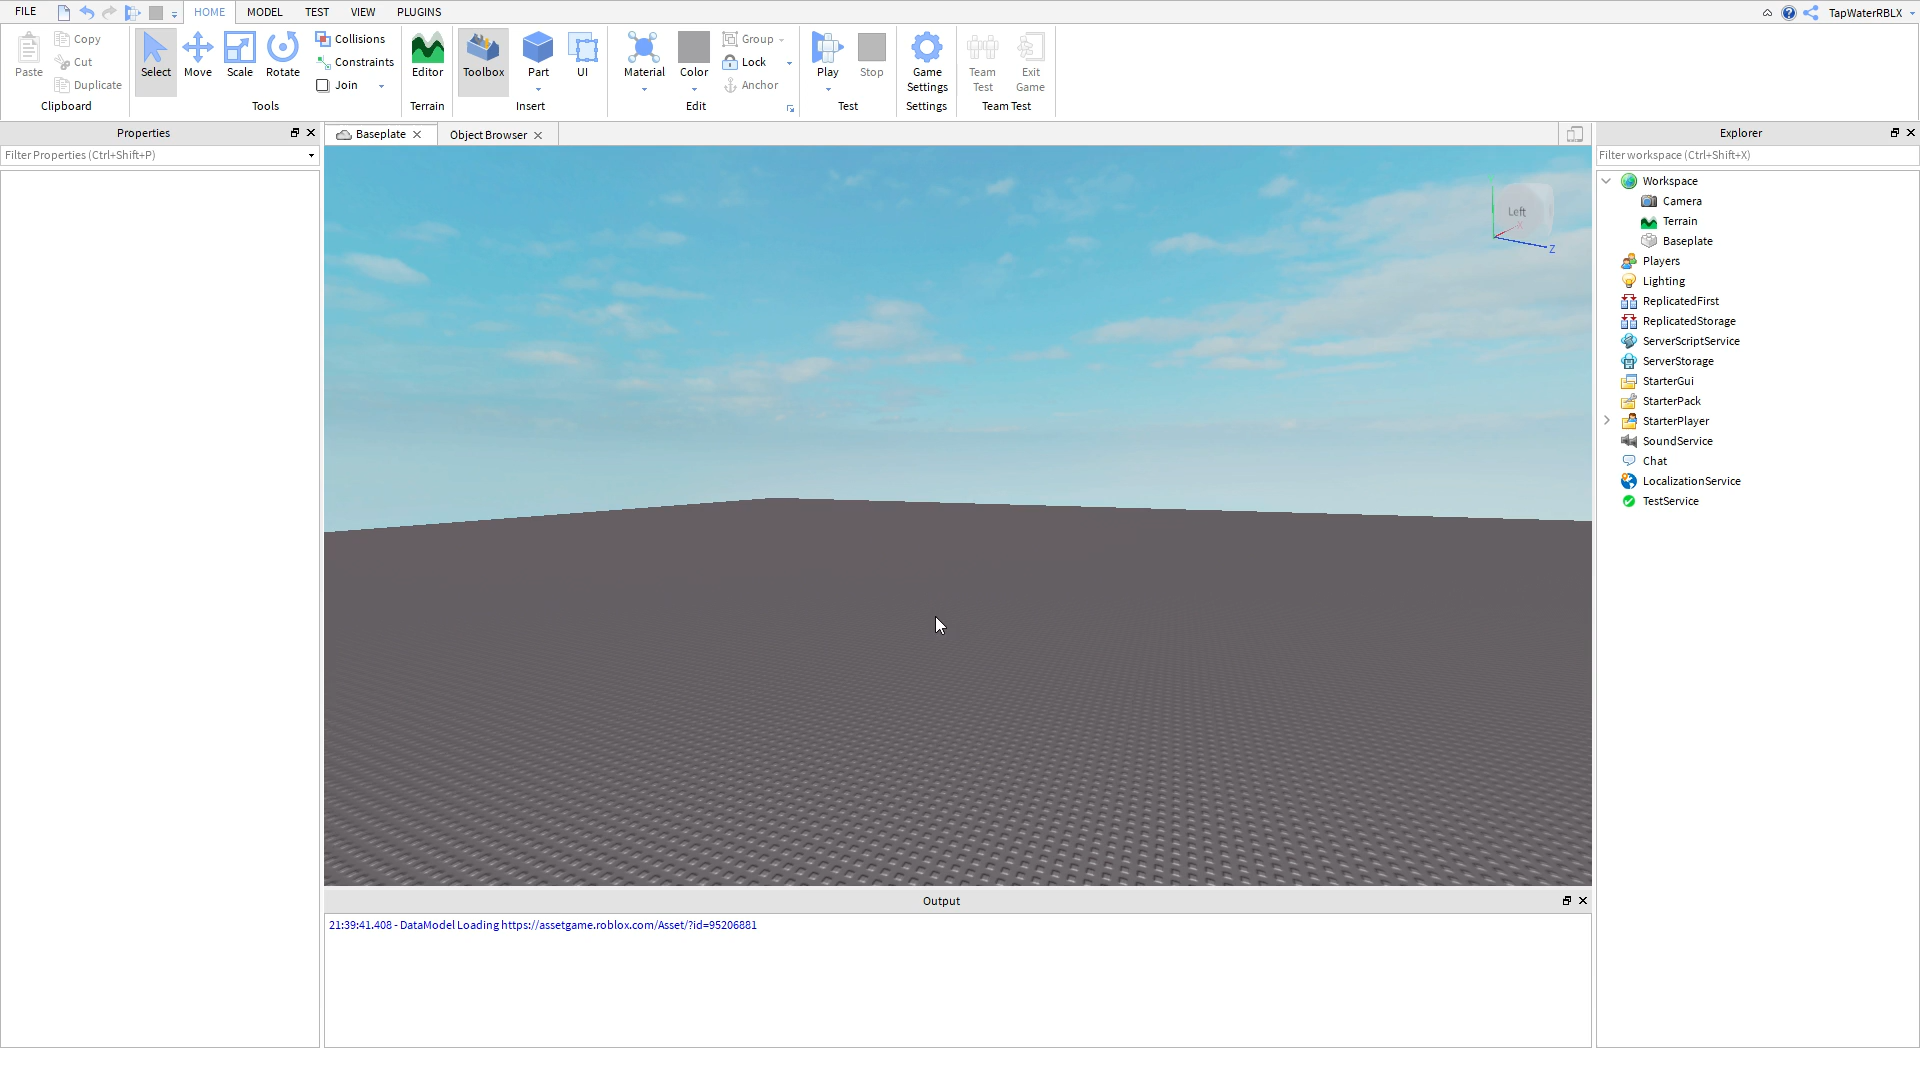 FILE HOME MODEL TEST VIEW PLUGINS TapWaterRBLX
Paste
Copy
Cut
Duplicate
Clipboard
Select Move Scale Rotate
Collisions
Constraints
Join
Tools
Editor
Terrain
Toolbox Part UI
Insert
Material Color
Group
Lock
Anchor
Edit
Play Stop
Test
Game
Settings
Settings
Team
Test
Exit
Game
Team Test
Properties
Filter Properties (Ctrl+Shift+P)
Baseplate
Object Browser
Left
X
Z
Output
21:39:41.408 - DataModel Loading https://assetgame.roblox.com/Asset/?id=95206881
Explorer
Filter workspace (Ctrl+Shift+X)
Workspace
Camera
Terrain
Baseplate
Players
Lighting
ReplicatedFirst
ReplicatedStorage
ServerScriptService
ServerStorage
StarterGui
StarterPack
StarterPlayer
SoundService
Chat
LocalizationService
TestService